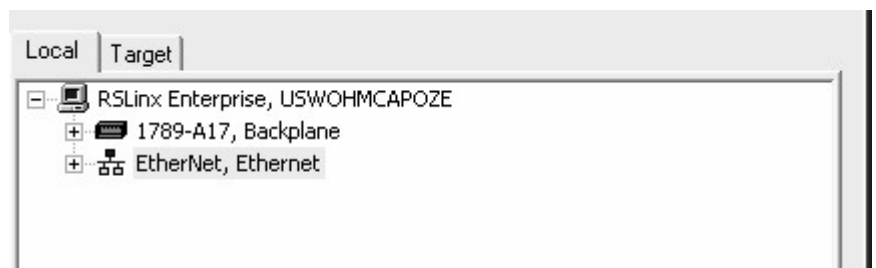 Local Target
RSLinx Enterprise, USWOHMCAPOZE
1789-A17, Backplane
EtherNet, Ethernet